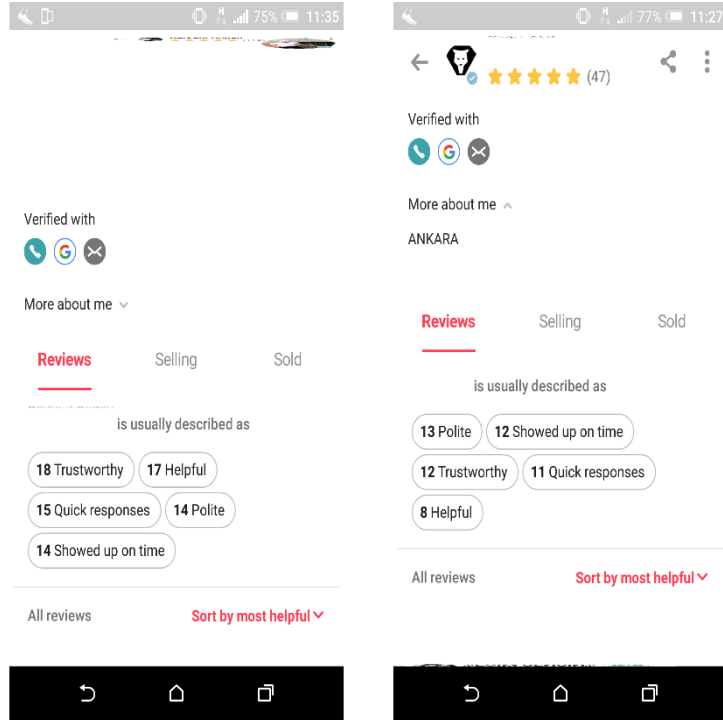 75% 11:35
Verified with
More about me
Reviews Selling Sold
is usually described as
18 Trustworthy 17 Helpful
15 Quick responses 14 Polite
14 Showed up on time
All reviews Sort by most helpful
H 77% 11:27
(47)
Verified with
G
More about me
ANKARA
Reviews Selling Sold
is usually described as
13 Polite 12 Showed up on time
12 Trustworthy 11 Quick responses
8 Helpful
All reviews Sort by most helpful